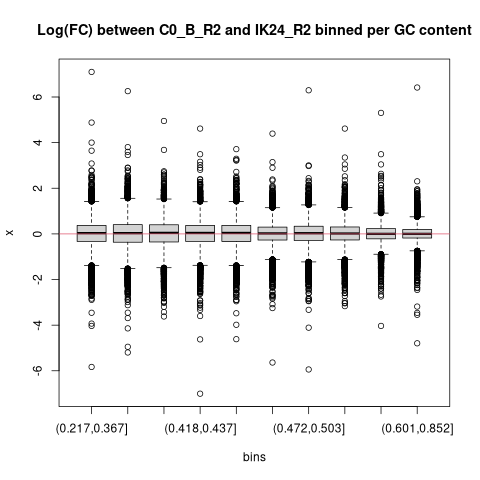 Log(FC) between C0_B_R2 and IK24_R2 binned per GC content
6
4
2
0
-2
-4
-6
x
(0.217,0.367] (0.418,0.437] (0.472,0.503] (0.601,0.852]
bins